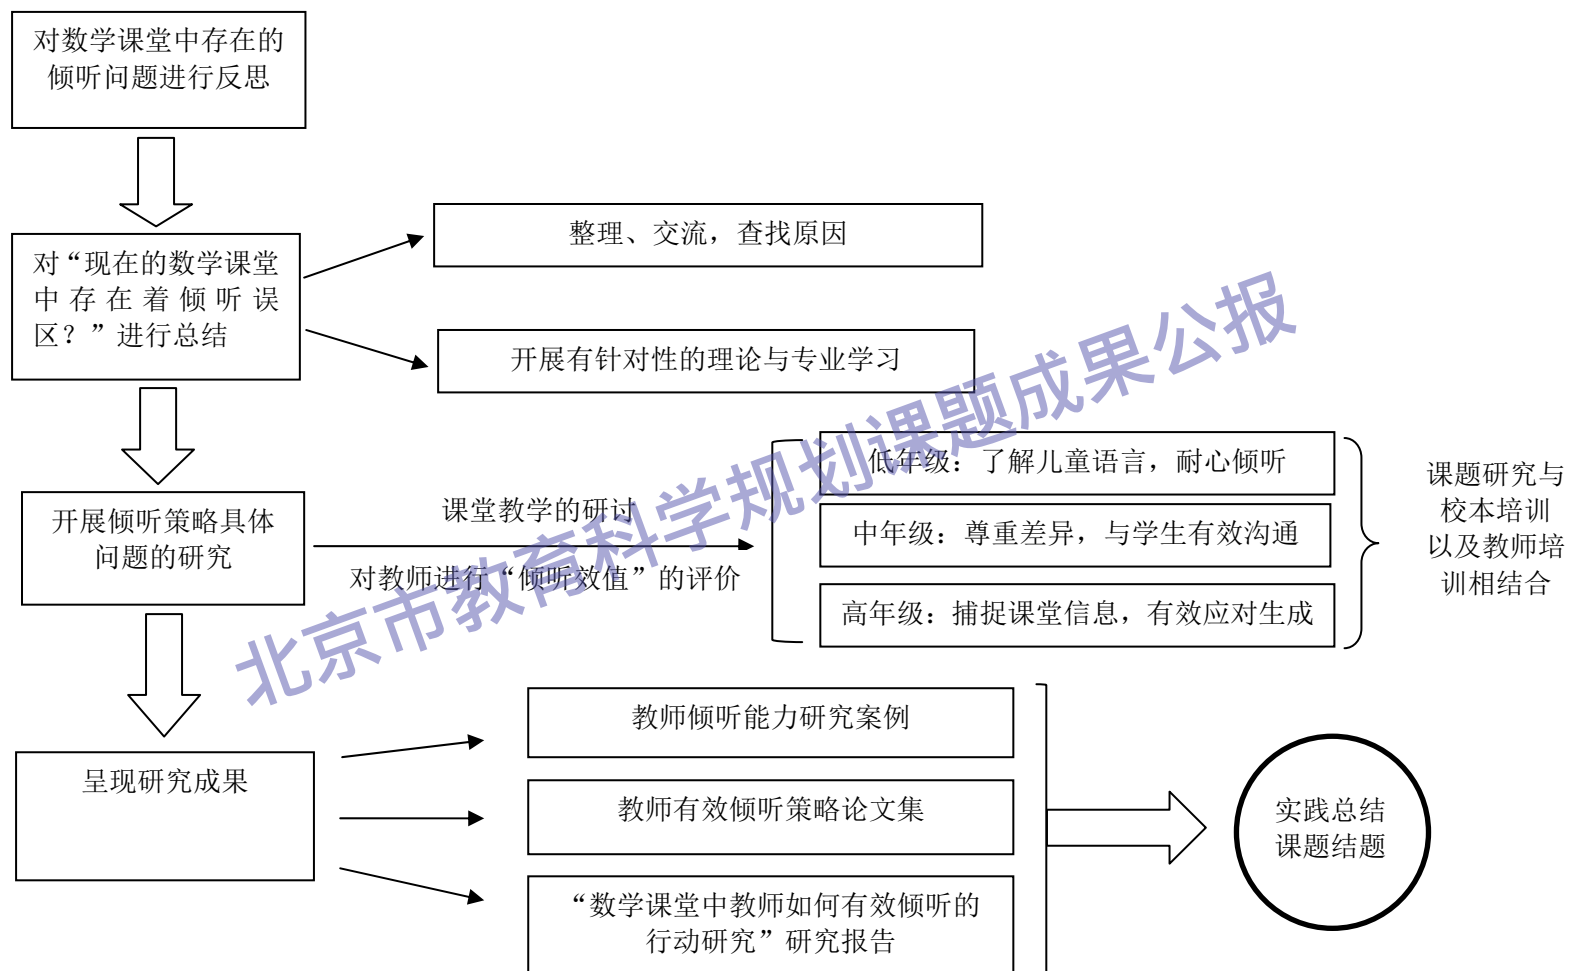 对数学课堂中存在的
倾听问题进行反思
整理、交流，查找原因
对“现在的数学课堂
中存在着倾听误
区？”进行总结
开展有针对性的理论与专业学习
开展倾听策略具体
问题的研究
课堂教学的研讨
对教师进行“倾听效值”的评价
低年级：了解儿童语言，耐心倾听
中年级：尊重差异，与学生有效沟通
高年级：捕捉课堂信息，有效应对生成
课题研究与
校本培训
以及教师培
训相结合
呈现研究成果
教师倾听能力研究案例
教师有效倾听策略论文集
“数学课堂中教师如何有效倾听的
行动研究”研究报告
实践总结
课题结题
北京市教育科学规划课题成果公报